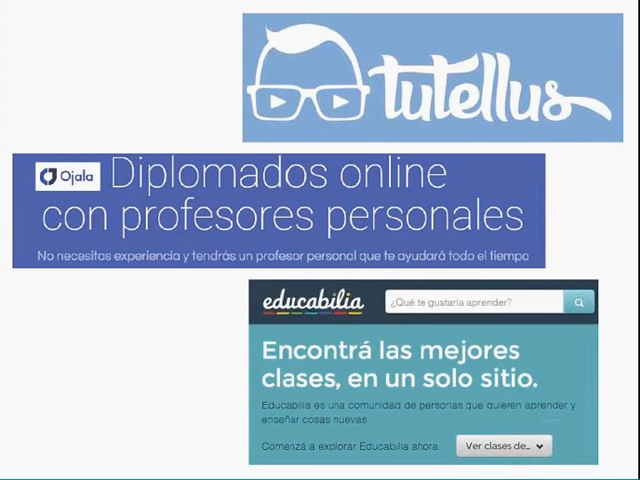 tutellus
Ojala
Diplomados online
con profesores personales
No necesitas experiencia y tendrás un profesor personal que te ayudará todo el tiempo
educabilia
¿Qué te gustaría aprender?
Encontrá las mejores
clases, en un solo sitio.
Educabilia es una comunidad de personas que quieren aprender y
enseñar cosas nuevas
Comenzá a explorar Educabilia ahora.
Ver clases de...